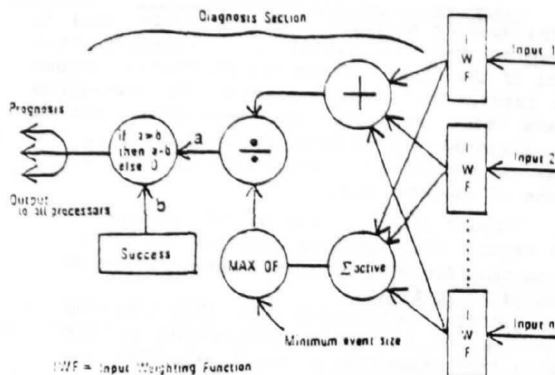 Diagnosis Section
I
W
F
Input 1
+
Prognosis
if a≥b
then a-b
else 0
a
÷
I
W
F
Input 2
Output
to all processors
b
Success
MAX OF
Σ active
I
W
F
Input n
Minimum event size
IWF = Input Weighting Function